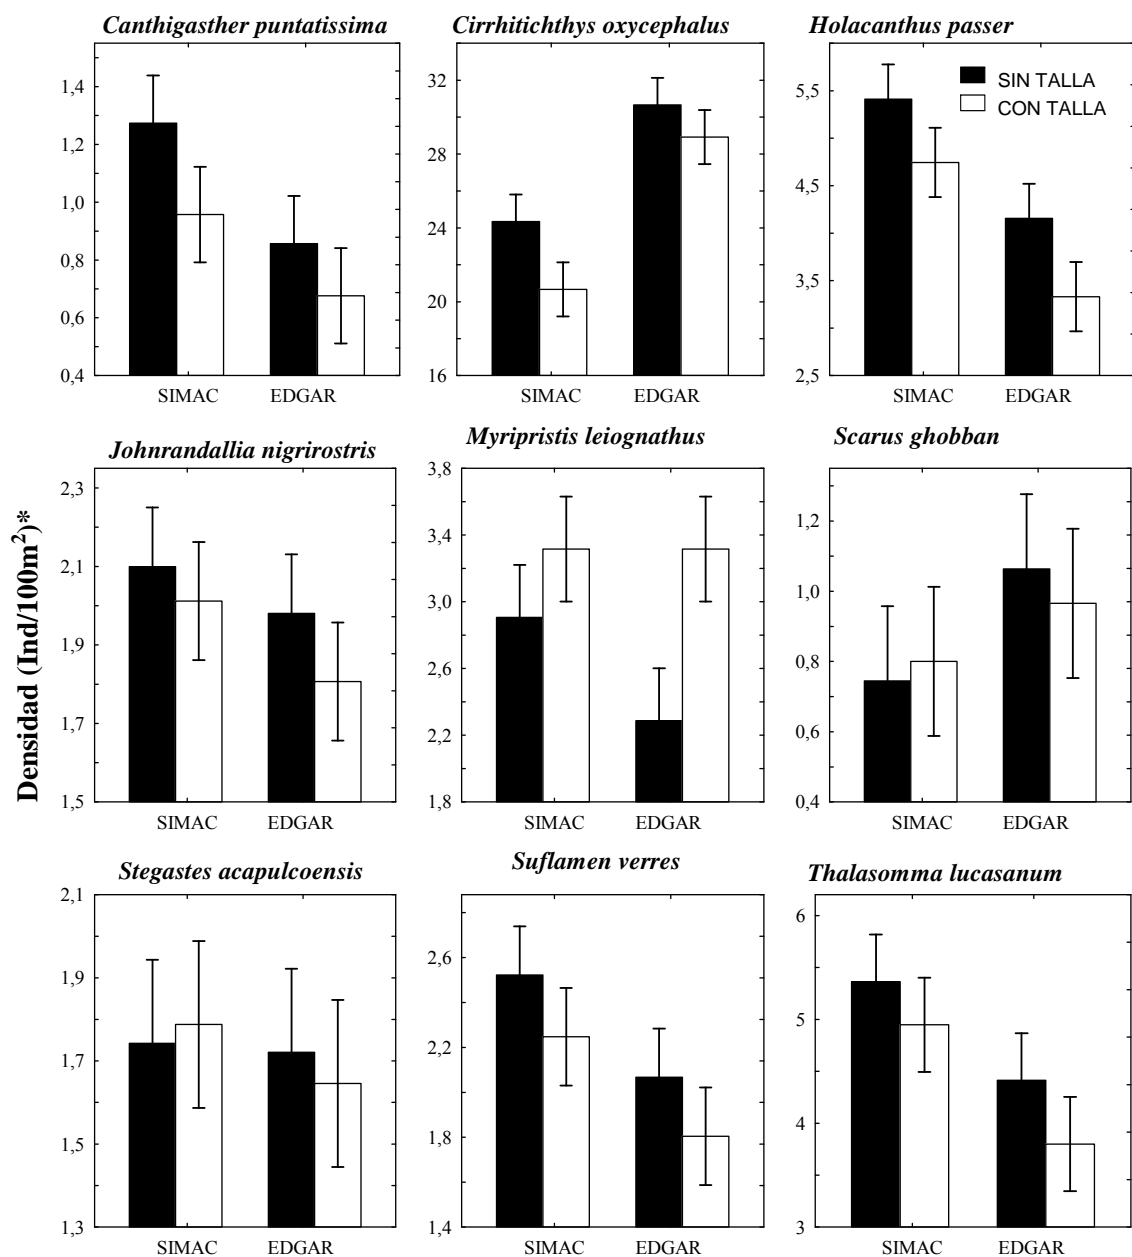 Canthigasther puntatissima
Cirrhitichthys oxycephalus
Holacanthus passer
1,4
1,2
1,0
0,8
0,6
0,4
SIMAC EDGAR
32
28
24
20
16
SIMAC EDGAR
5,5
4,5
3,5
2,5
SIN TALLA
CON TALLA
SIMAC EDGAR
Densidad (Ind/100m²)*
Johnrandallia nigrirostris
Myripristis leiognathus
Scarus ghobban
2,3
2,1
1,9
1,7
1,5
SIMAC EDGAR
3,8
3,4
3,0
2,6
2,2
1,8
SIMAC EDGAR
1,2
1,0
0,8
0,6
0,4
SIMAC EDGAR
Stegastes acapulcoensis
Suflamen verres
Thalasomma lucasanum
2,1
1,9
1,7
1,5
1,3
SIMAC EDGAR
2,6
2,2
1,8
1,4
SIMAC EDGAR
6
5
4
3
SIMAC EDGAR